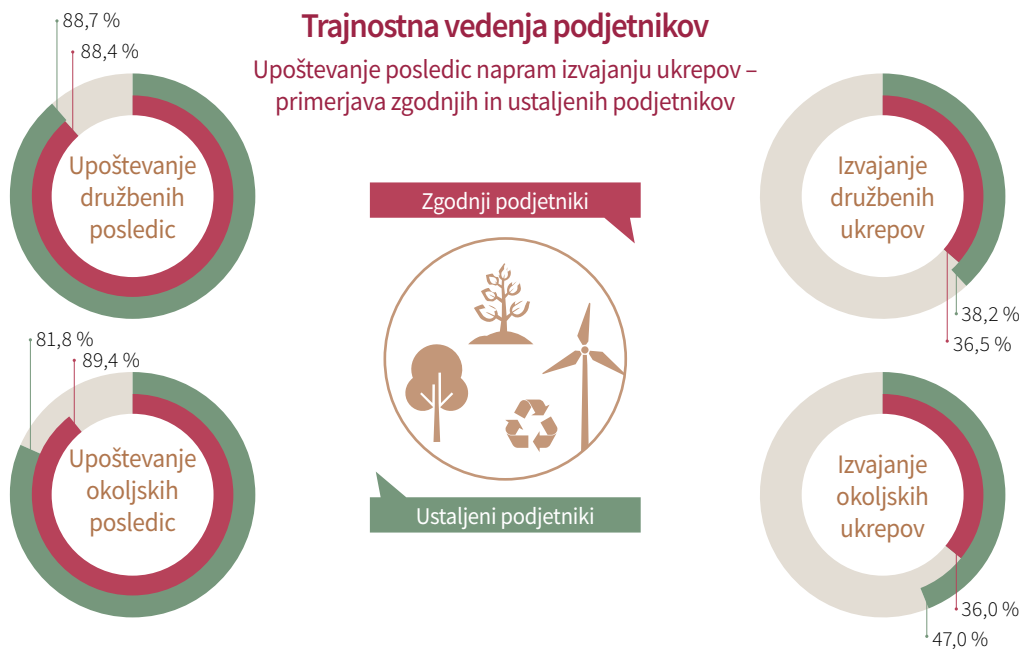 Trajnostna vedenja podjetnikov
Upoštevanje posledic napram izvajanju ukrepov –
primerjava zgodnjih in ustaljenih podjetnikov
88,7 %
88,4 %
Upoštevanje
družbenih
posledic
Zgodnji podjetniki
Izvajanje
družbenih
ukrepov
38,2 %
36,5 %
81,8 %
89,4 %
Upoštevanje
okoljskih
posledic
Ustaljeni podjetniki
Izvajanje
okoljskih
ukrepov
36,0 %
47,0 %